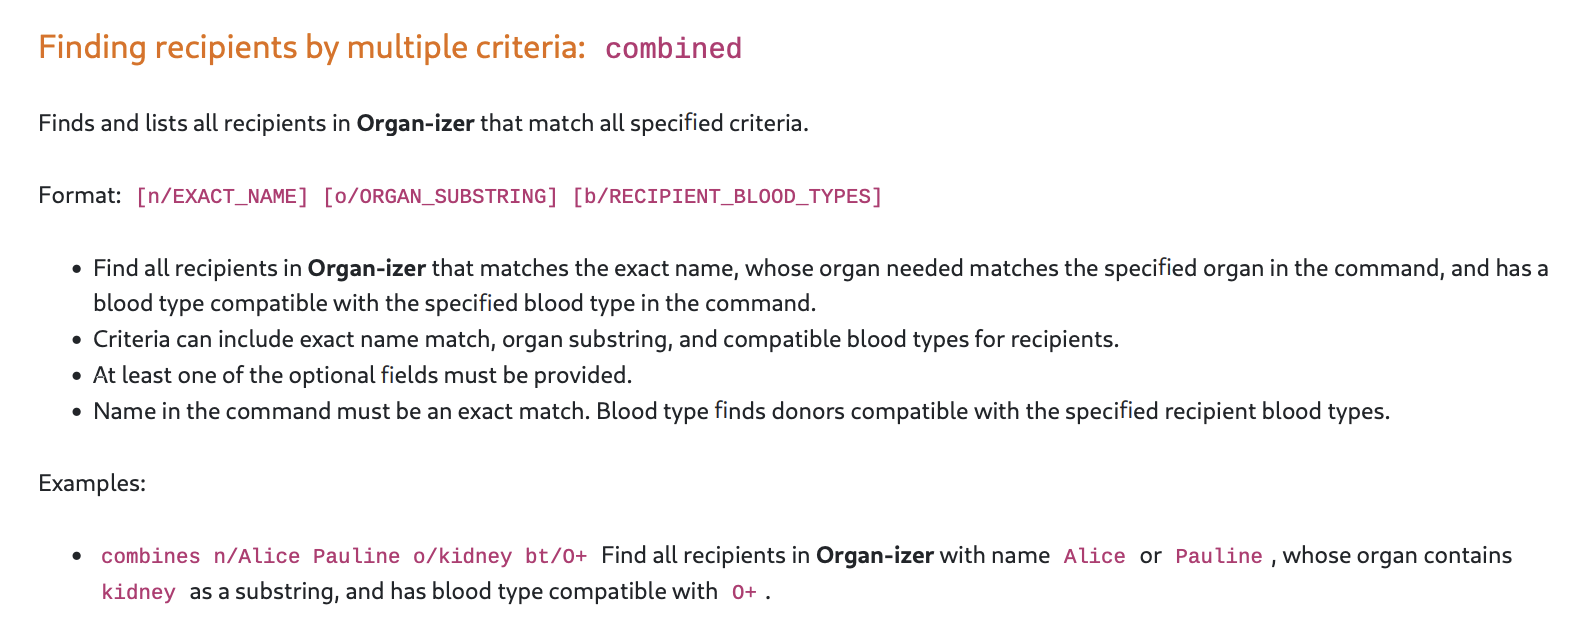 Finding recipients by multiple criteria: combined
Finds and lists all recipients in Organ-izer that match all specified criteria.
Format: [n/EXACT_NAME] [o/ORGAN_SUBSTRING] [b/RECIPIENT_BLOOD_TYPES]
• Find all recipients in Organ-izer that matches the exact name, whose organ needed matches the specified organ in the command, and has a
blood type compatible with the specified blood type in the command.
• Criteria can include exact name match, organ substring, and compatible blood types for recipients.
• At least one of the optional fields must be provided.
• Name in the command must be an exact match. Blood type finds donors compatible with the specified recipient blood types.
Examples:
• combines n/Alice Pauline o/kidney bt/O+ Find all recipients in Organ-izer with name Alice or Pauline , whose organ contains
kidney as a substring, and has blood type compatible with O+ .